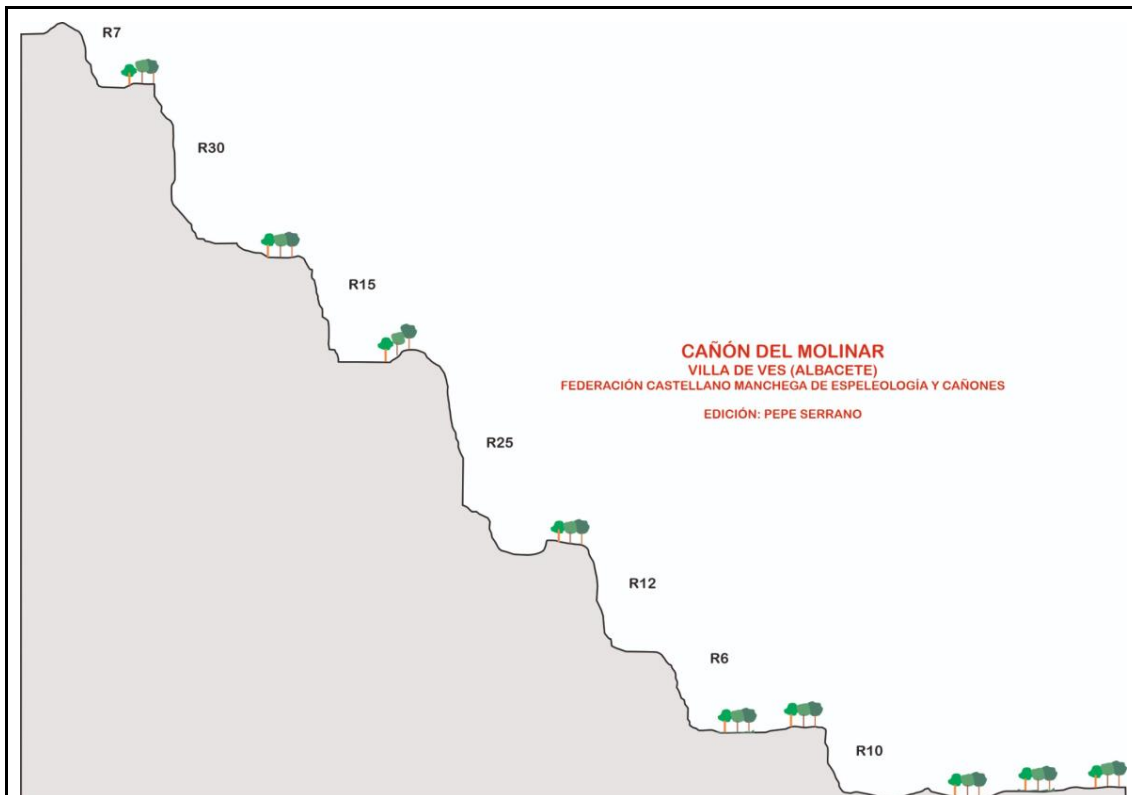 R7
R30
R15
CAÑÓN DEL MOLINAR
VILLA DE VES (ALBACETE)
FEDERACIÓN CASTELLANO MANCHEGA DE ESPELEOLOGÍA Y CAÑONES
EDICIÓN: PEPE SERRANO
R25
R12
R6
R10